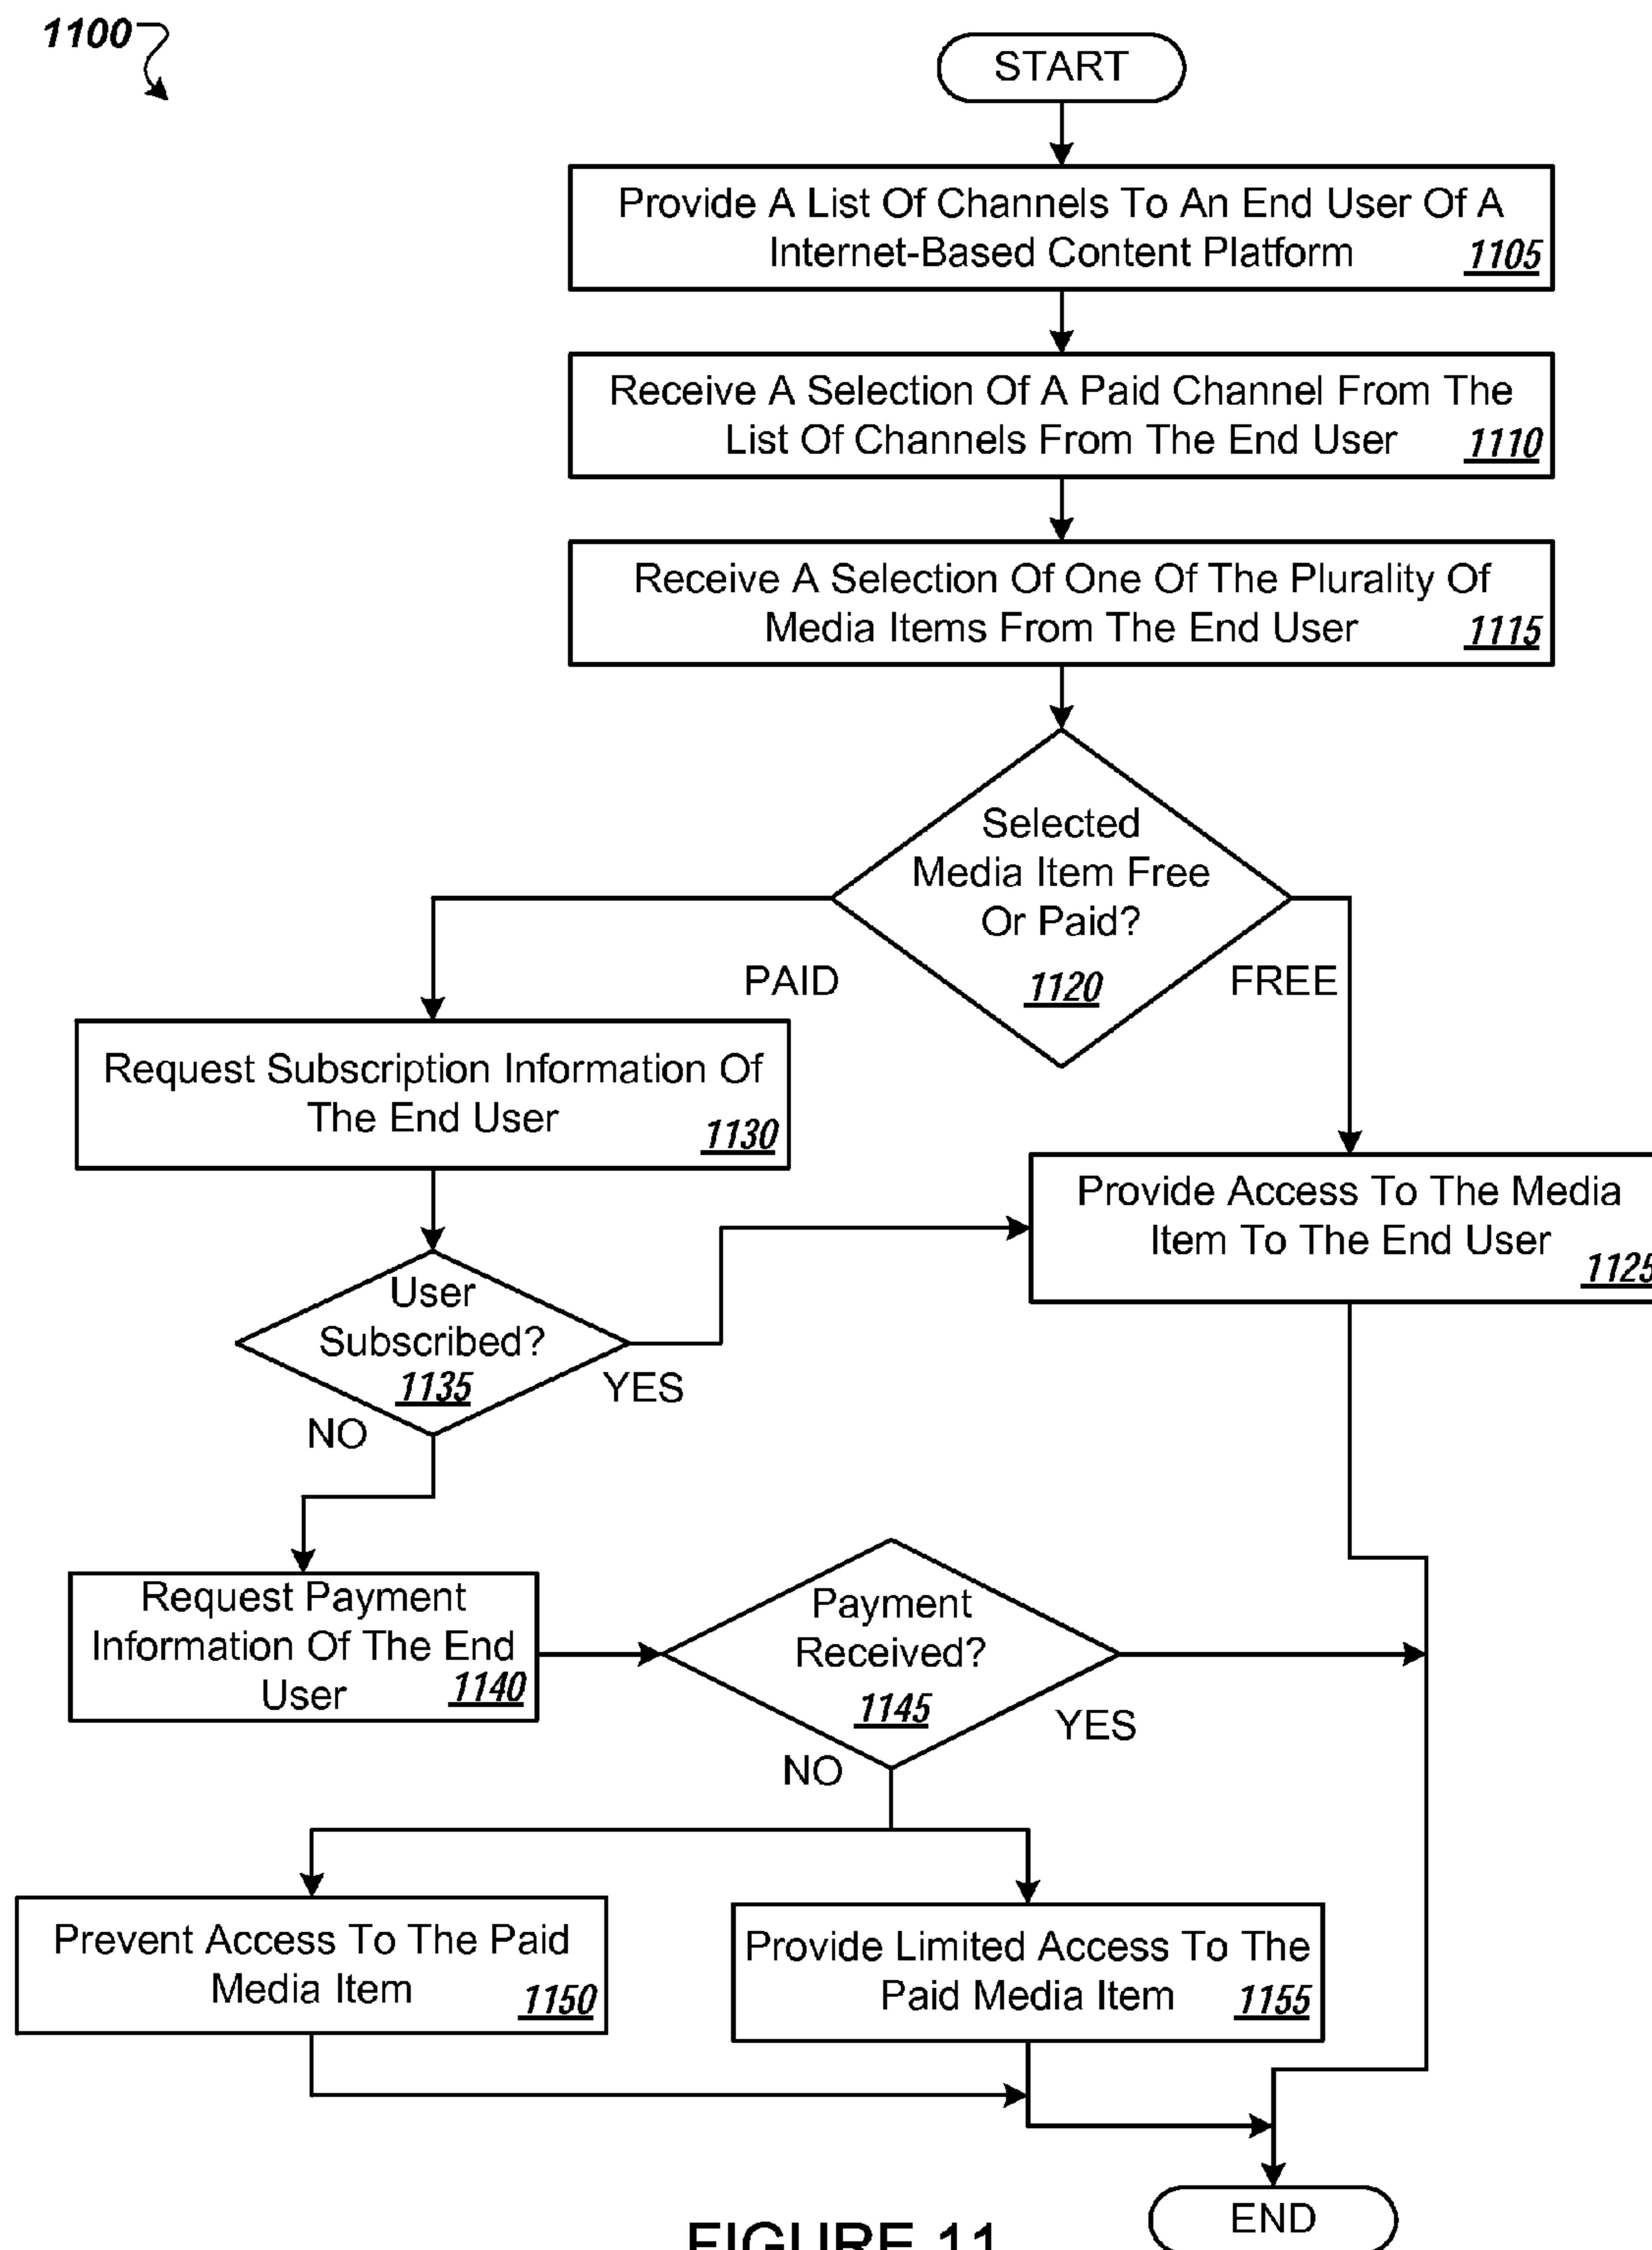 1100
START
Provide A List Of Channels To An End User Of A
Internet-Based Content Platform 1105
Receive A Selection Of A Paid Channel From The
List Of Channels From The End User 1110
Receive A Selection Of One Of The Plurality Of
Media Items From The End User 1115
Selected
Media Item Free
Or Paid?
1120
PAID
FREE
Request Subscription Information Of
The End User 1130
Provide Access To The Media
Item To The End User 1125
User
Subscribed?
1135
YES
NO
Request Payment
Information Of The End
User 1140
Payment
Received?
1145
YES
NO
Prevent Access To The Paid
Media Item 1150
Provide Limited Access To The
Paid Media Item 1155
END
FIGURE 11